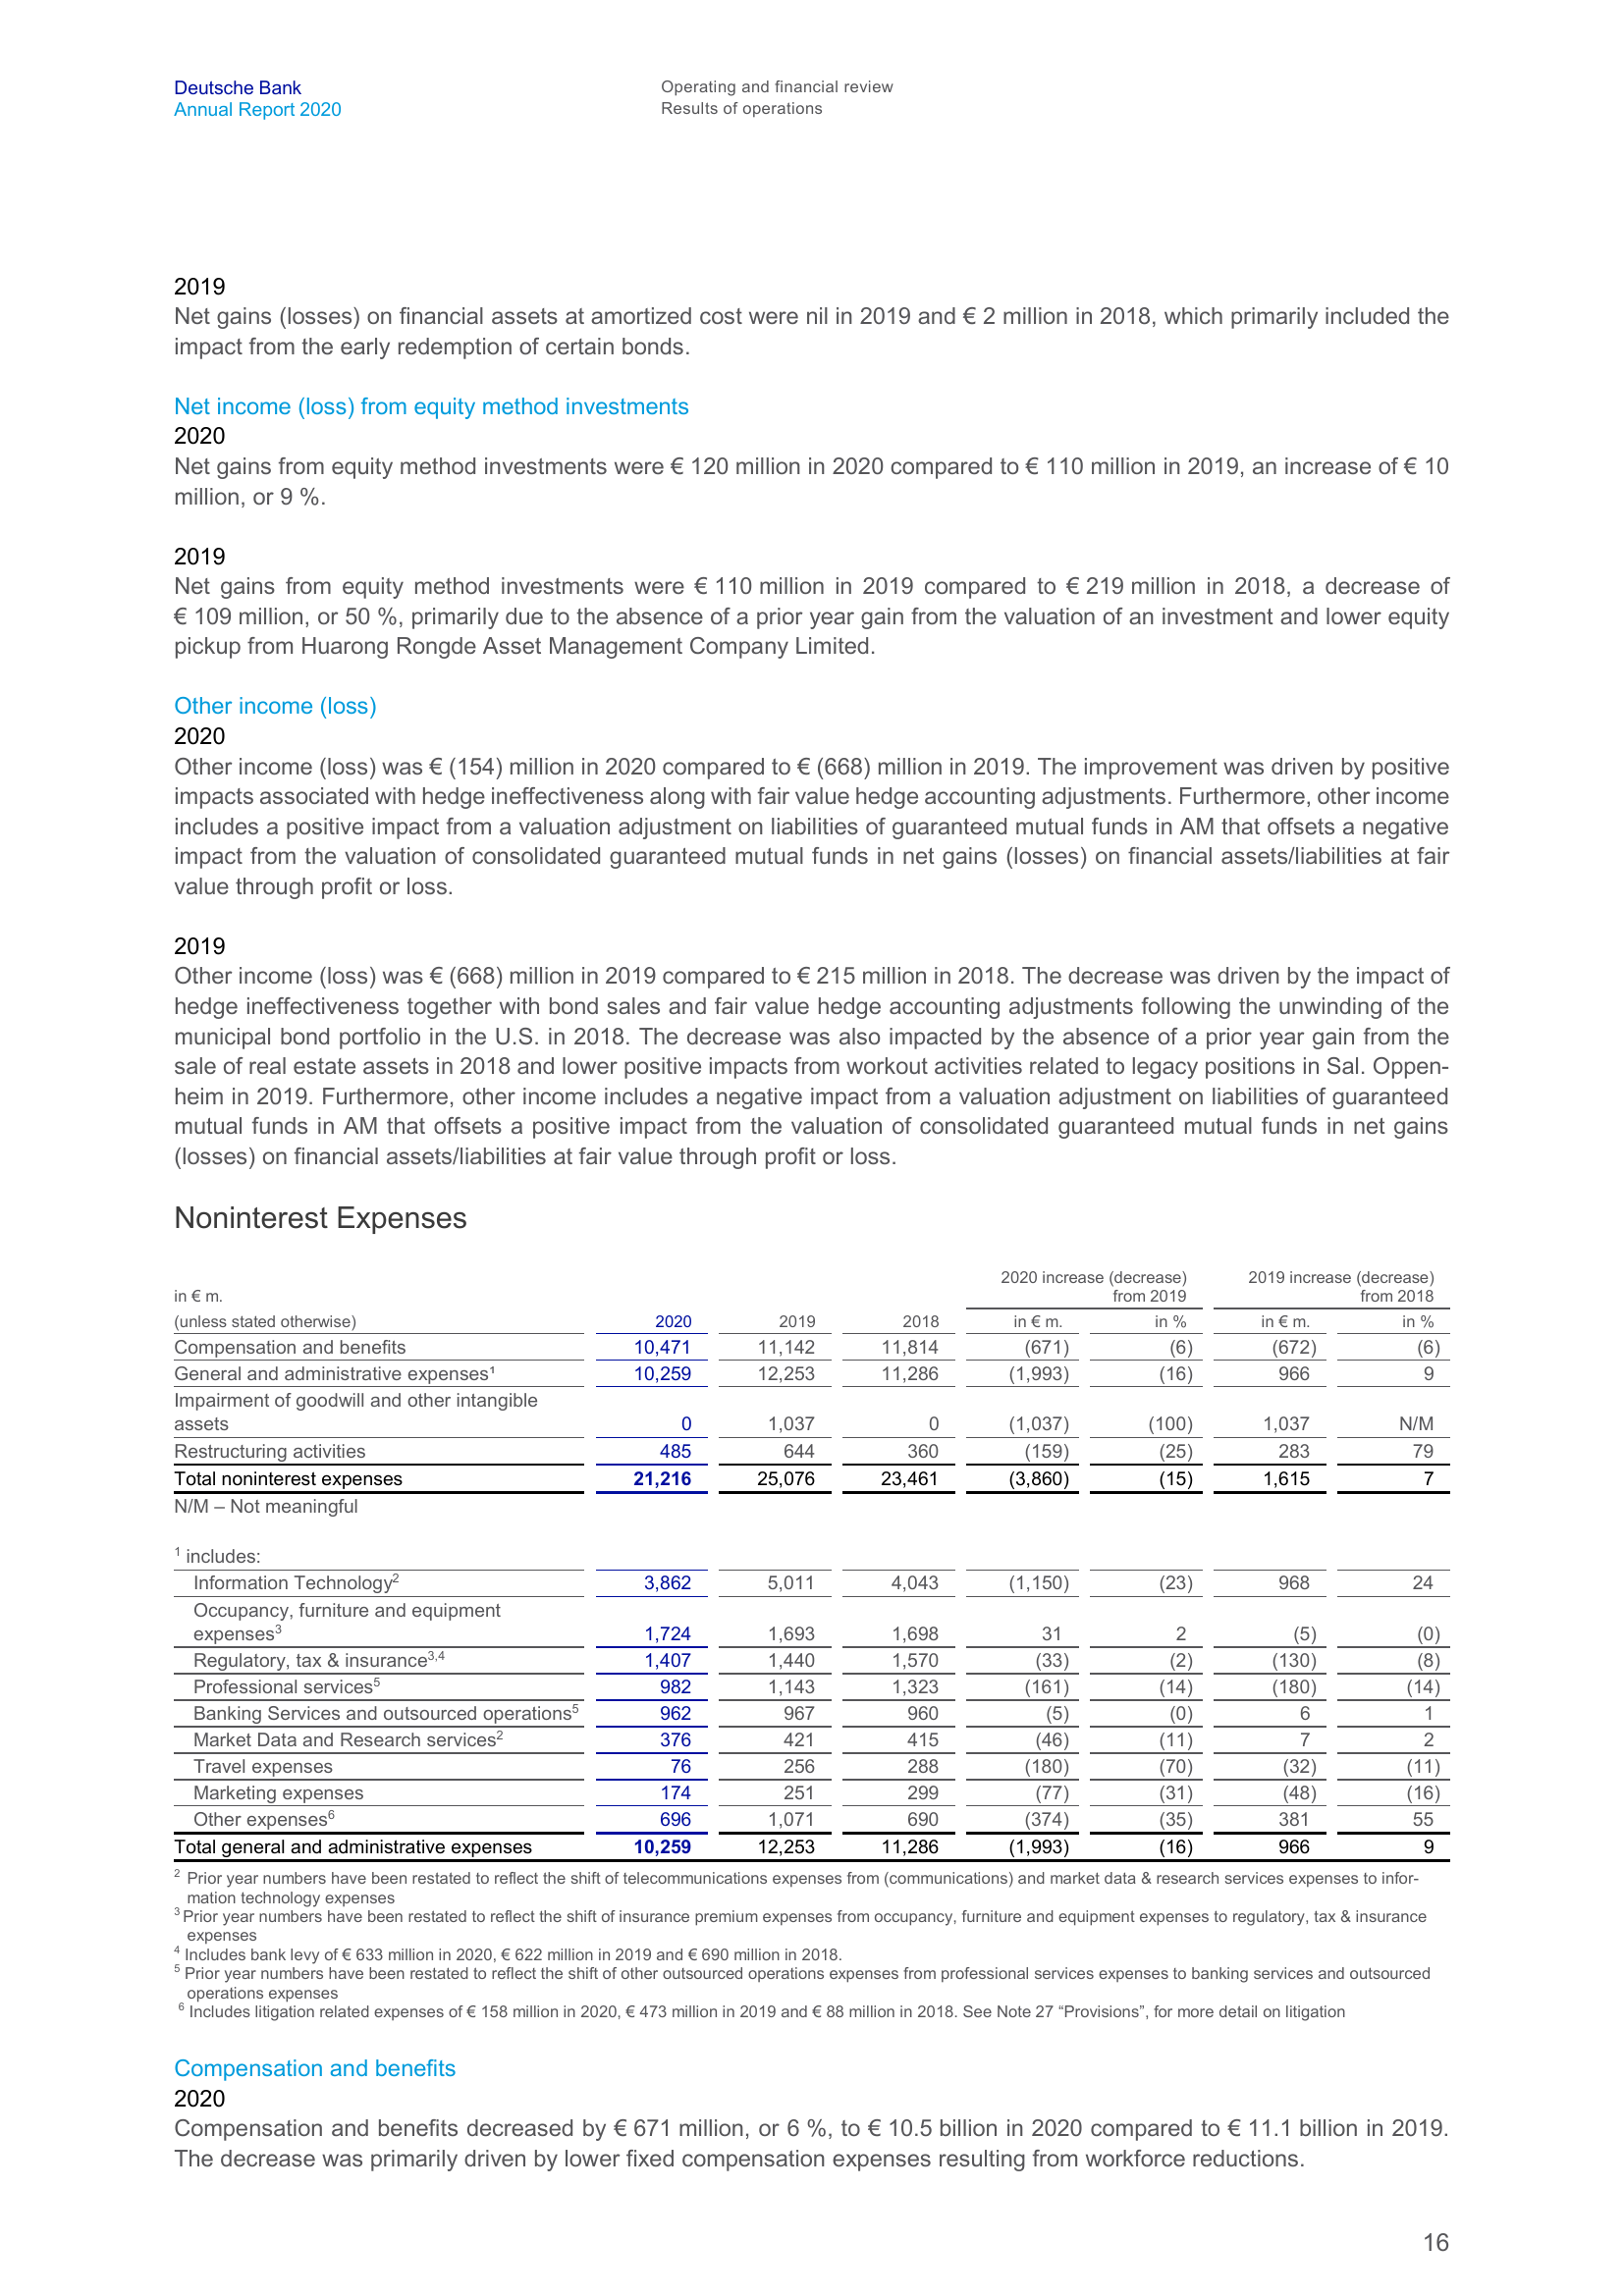 Deutsche Bank
Annual Report 2020
Operating and financial review
Results of operations
2019
Net gains (losses) on financial assets at amortized cost were nil in 2019 and € 2 million in 2018, which primarily included the
impact from the early redemption of certain bonds.
Net income (loss) from equity method investments
2020
Net gains from equity method investments were € 120 million in 2020 compared to € 110 million in 2019, an increase of € 10
million, or 9 %.
2019
Net gains from equity method investments were € 110 million in 2019 compared to € 219 million in 2018, a decrease of
€ 109 million, or 50 %, primarily due to the absence of a prior year gain from the valuation of an investment and lower equity
pickup from Huarong Rongde Asset Management Company Limited.
Other income (loss)
2020
Other income (loss) was € (154) million in 2020 compared to € (668) million in 2019. The improvement was driven by positive
impacts associated with hedge ineffectiveness along with fair value hedge accounting adjustments. Furthermore, other income
includes a positive impact from a valuation adjustment on liabilities of guaranteed mutual funds in AM that offsets a negative
impact from the valuation of consolidated guaranteed mutual funds in net gains (losses) on financial assets/liabilities at fair
value through profit or loss.
2019
Other income (loss) was € (668) million in 2019 compared to € 215 million in 2018. The decrease was driven by the impact of
hedge ineffectiveness together with bond sales and fair value hedge accounting adjustments following the unwinding of the
municipal bond portfolio in the U.S. in 2018. The decrease was also impacted by the absence of a prior year gain from the
sale of real estate assets in 2018 and lower positive impacts from workout activities related to legacy positions in Sal. Oppen-
heim in 2019. Furthermore, other income includes a negative impact from a valuation adjustment on liabilities of guaranteed
mutual funds in AM that offsets a positive impact from the valuation of consolidated guaranteed mutual funds in net gains
(losses) on financial assets/liabilities at fair value through profit or loss.
Noninterest Expenses
2020 increase (decrease) 2019 increase (decrease)
in € m. from 2019 from 2018
(unless stated otherwise) 2020 2019 2018 in € m. in % in € m. in %
Compensation and benefits 10,471 11,142 11,814 (671) (6) (672) (6)
General and administrative expenses¹ 10,259 12,253 11,286 (1,993) (16) 966 9
Impairment of goodwill and other intangible
assets 0 1,037 0 (1,037) (100) 1,037 N/M
Restructuring activities 485 644 360 (159) (25) 283 79
Total noninterest expenses 21,216 25,076 23,461 (3,860) (15) 1,615 7
N/M – Not meaningful
¹ includes:
Information Technology² 3,862 5,011 4,043 (1,150) (23) 968 24
Occupancy, furniture and equipment
expenses³ 1,724 1,693 1,698 31 2 (5) (0)
Regulatory, tax & insurance³,⁴ 1,407 1,440 1,570 (33) (2) (130) (8)
Professional services⁵ 982 1,143 1,323 (161) (14) (180) (14)
Banking Services and outsourced operations⁵ 962 967 960 (5) (0) 6 1
Market Data and Research services² 376 421 415 (46) (11) 7 2
Travel expenses 76 256 288 (180) (70) (32) (11)
Marketing expenses 174 251 299 (77) (31) (48) (16)
Other expenses⁶ 696 1,071 690 (374) (35) 381 55
Total general and administrative expenses 10,259 12,253 11,286 (1,993) (16) 966 9
² Prior year numbers have been restated to reflect the shift of telecommunications expenses from (communications) and market data & research services expenses to infor-
mation technology expenses
³ Prior year numbers have been restated to reflect the shift of insurance premium expenses from occupancy, furniture and equipment expenses to regulatory, tax & insurance
expenses
⁴ Includes bank levy of € 633 million in 2020, € 622 million in 2019 and € 690 million in 2018.
⁵ Prior year numbers have been restated to reflect the shift of other outsourced operations expenses from professional services expenses to banking services and outsourced
operations expenses
⁶ Includes litigation related expenses of € 158 million in 2020, € 473 million in 2019 and € 88 million in 2018. See Note 27 “Provisions”, for more detail on litigation
Compensation and benefits
2020
Compensation and benefits decreased by € 671 million, or 6 %, to € 10.5 billion in 2020 compared to € 11.1 billion in 2019.
The decrease was primarily driven by lower fixed compensation expenses resulting from workforce reductions.
16